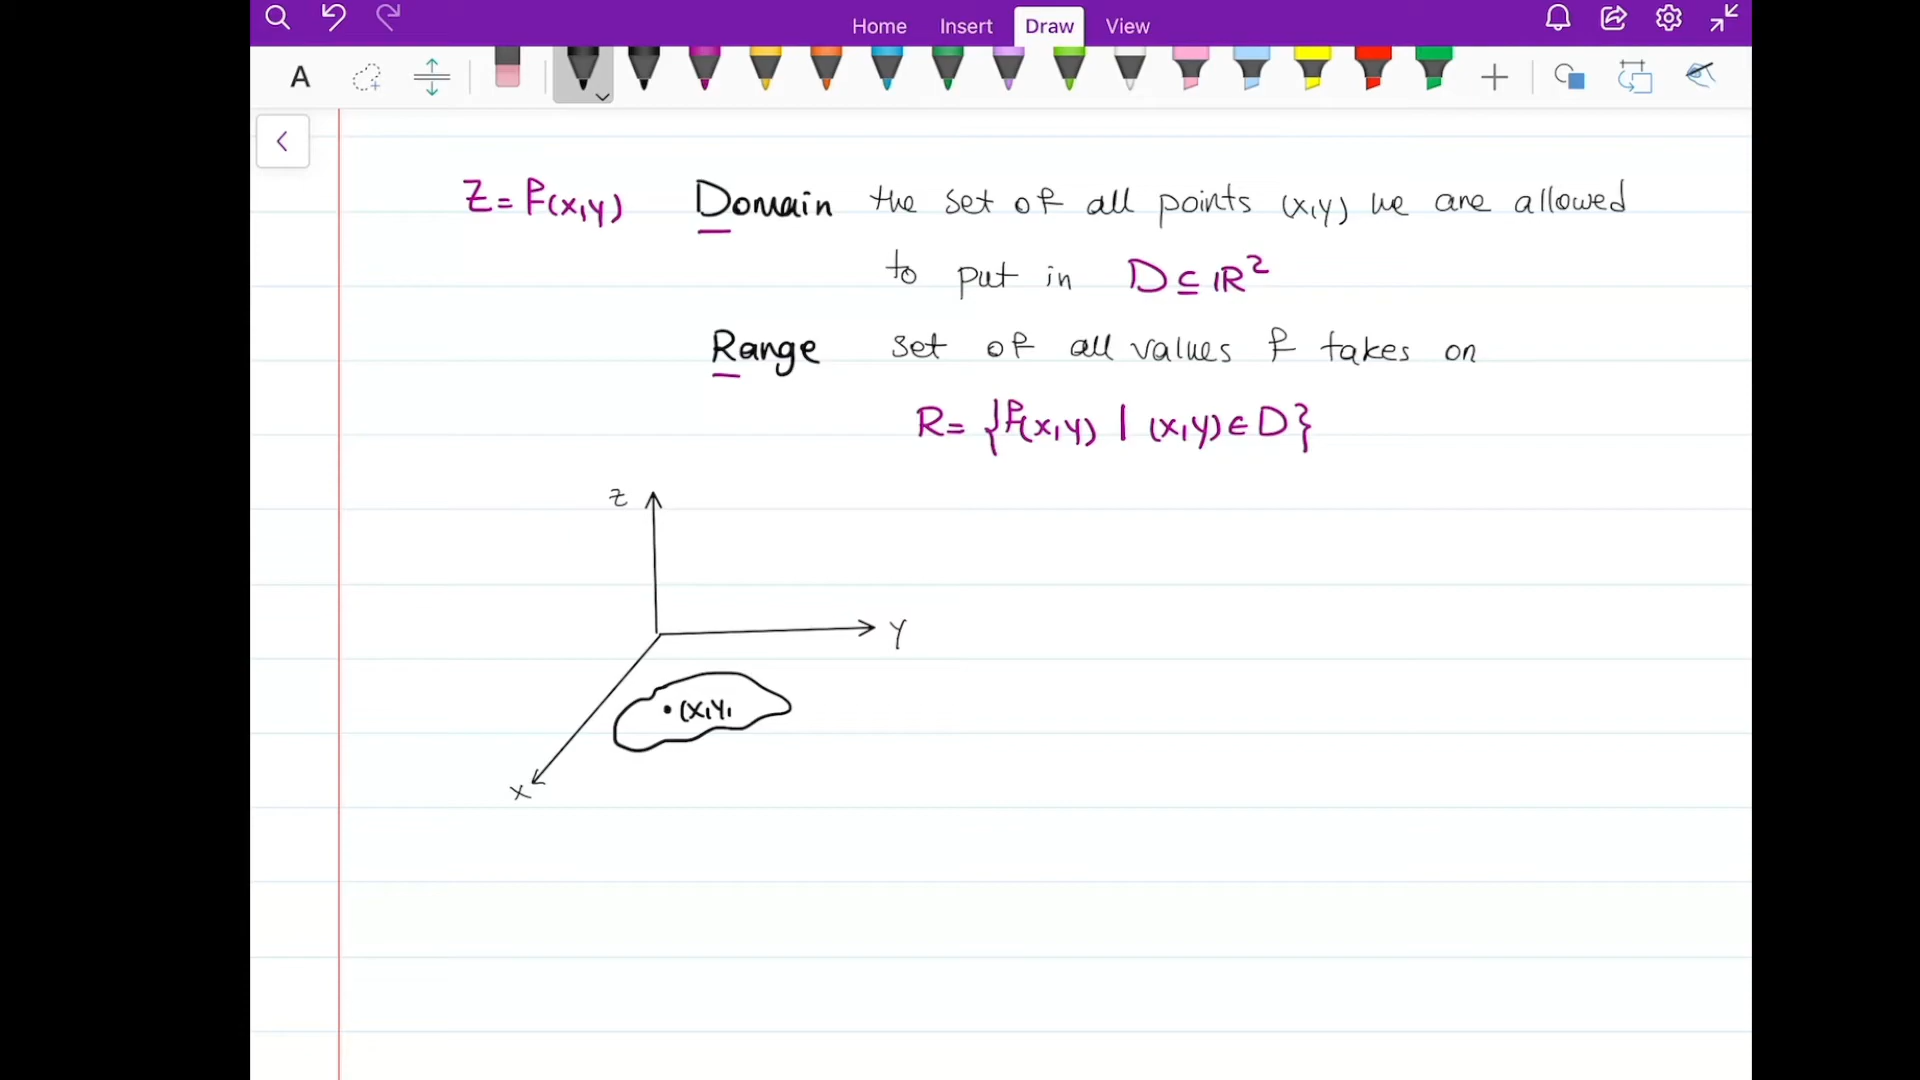 Home Insert Draw View
A
Z = f(x,y) Domain the set of all points (x,y) we are allowed
to put in D ⊆ ℝ²
Range set of all values f takes on
R = {f(x,y) | (x,y) ∈ D}
z
y
(x,y,
x